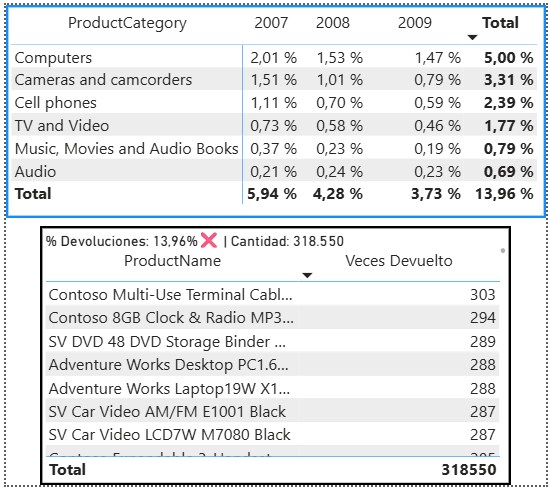 ProductCategory 2007 2008 2009 Total
Computers 2,01 % 1,53 % 1,47 % 5,00 %
Cameras and camcorders 1,51 % 1,01 % 0,79 % 3,31 %
Cell phones 1,11 % 0,70 % 0,59 % 2,39 %
TV and Video 0,73 % 0,58 % 0,46 % 1,77 %
Music, Movies and Audio Books 0,37 % 0,23 % 0,19 % 0,79 %
Audio 0,21 % 0,24 % 0,23 % 0,69 %
Total 5,94 % 4,28 % 3,73 % 13,96 %
% Devoluciones: 13,96%❌ | Cantidad: 318.550
ProductName Veces Devuelto
Contoso Multi-Use Terminal Cabl... 303
Contoso 8GB Clock & Radio MP3... 294
SV DVD 48 DVD Storage Binder ... 289
Adventure Works Desktop PC1.6... 288
Adventure Works Laptop19W X1... 288
SV Car Video AM/FM E1001 Black 287
SV Car Video LCD7W M7080 Black 287
Total 318550